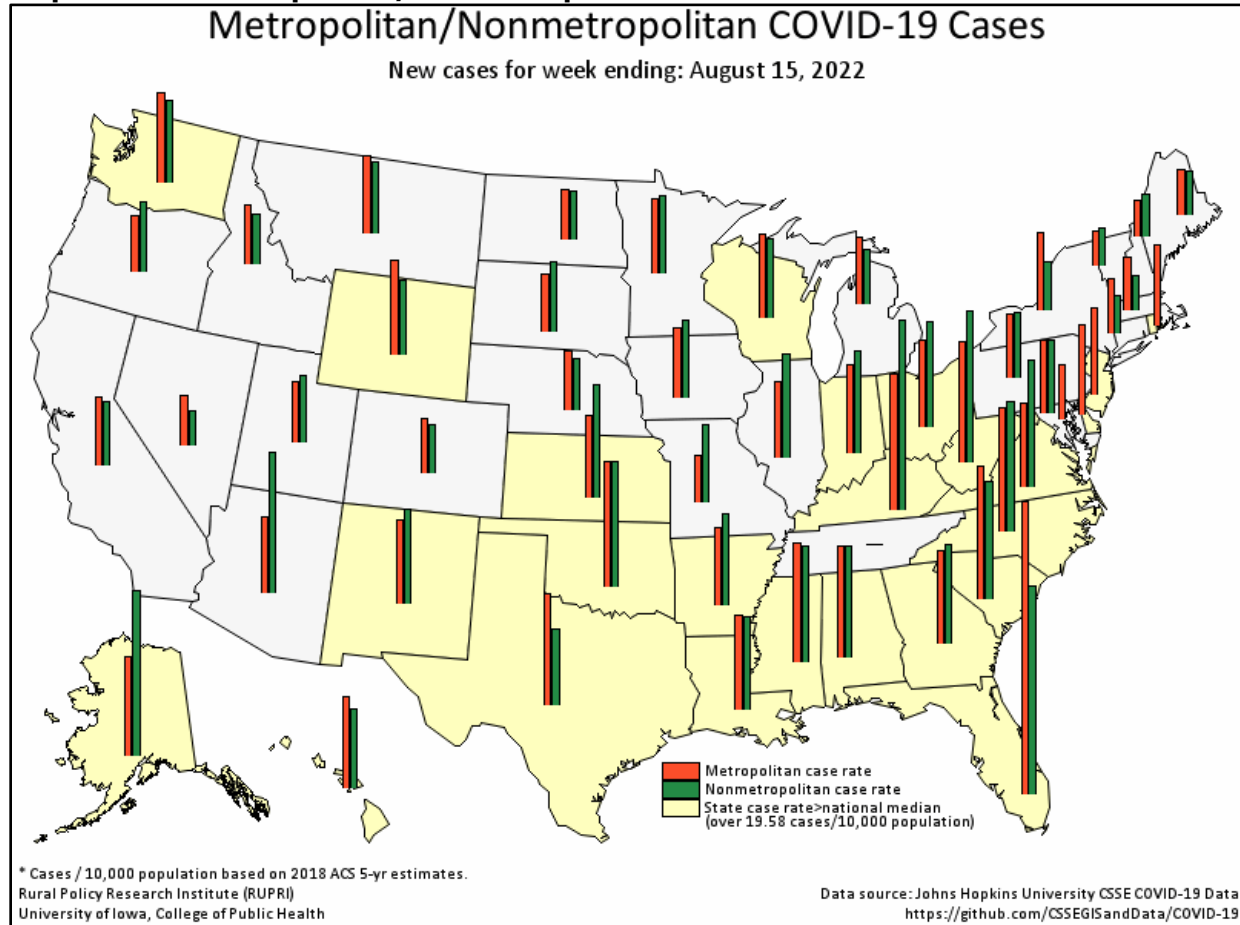 Metropolitan/Nonmetropolitan COVID-19 Cases
New cases for week ending: August 15, 2022
Metropolitan case rate
Nonmetropolitan case rate
State case rate>national median
(over 19.58 cases/10,000 population)
* Cases / 10,000 population based on 2018 ACS 5-yr estimates.
Rural Policy Research Institute (RUPRI)
University of Iowa, College of Public Health
Data source: Johns Hopkins University CSSE COVID-19 Data
https://github.com/CSSEGISandData/COVID-19